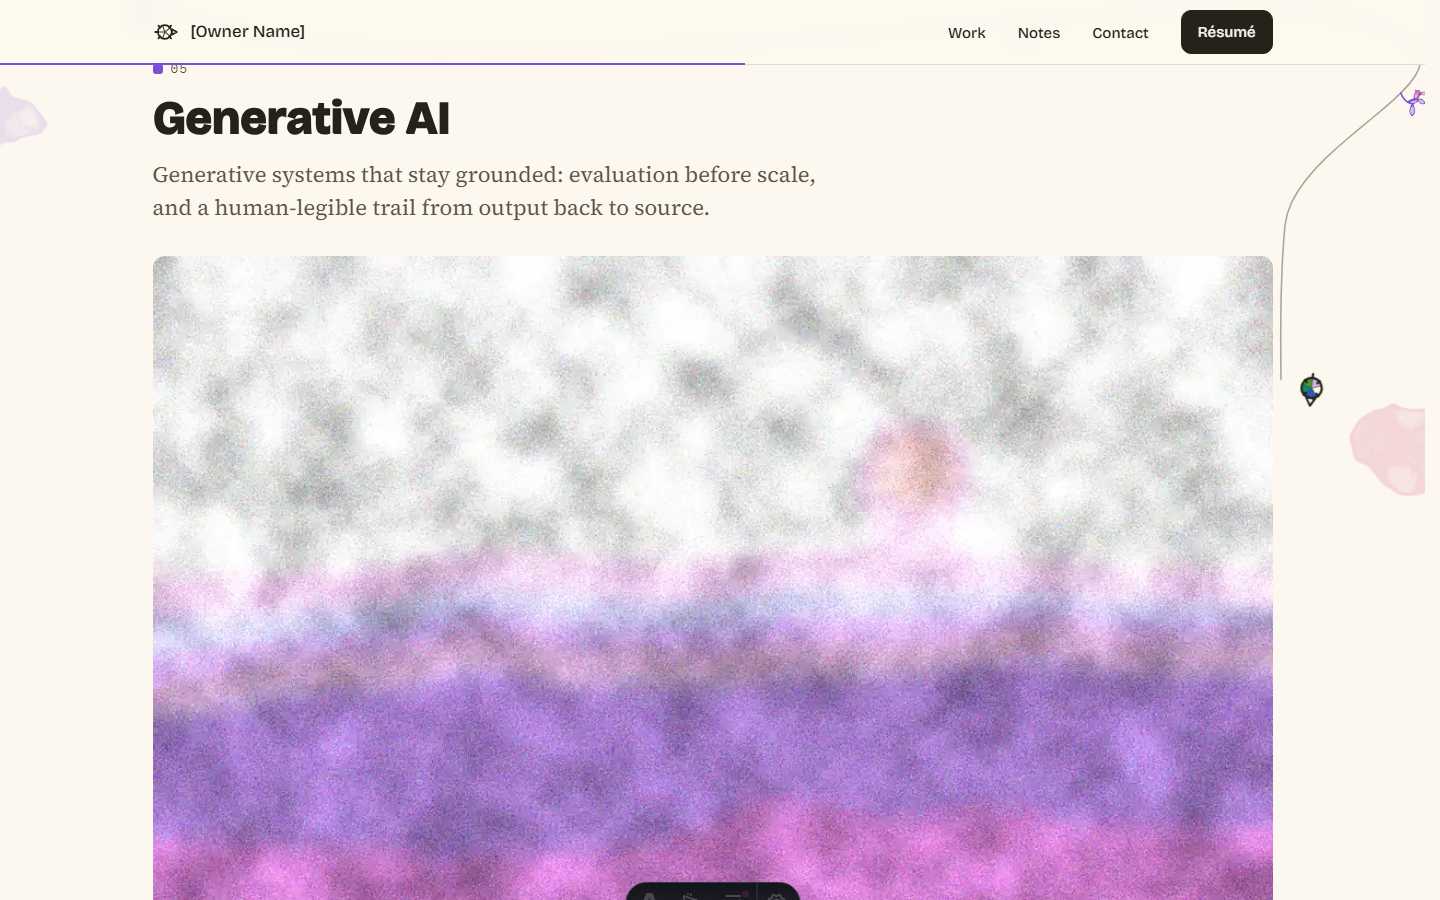 [Owner Name]
Work
Notes
Contact
Résumé
05
Generative AI
Generative systems that stay grounded: evaluation before scale,
and a human-legible trail from output back to source.